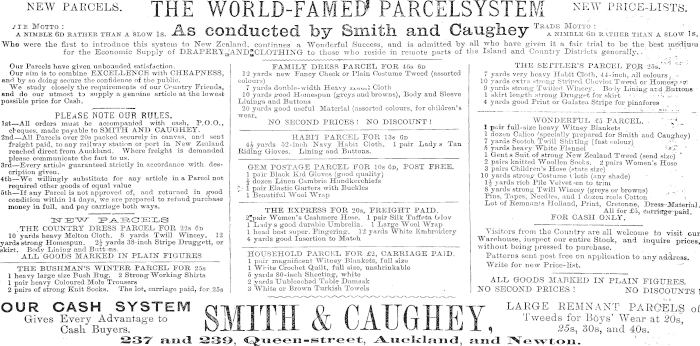 NEW PARCELS.
THE WORLD-FAMED PARCEL SYSTEM
NEW PRICE-LISTS.
OUR MOTTO:
A NIMBLE 6D RATHER THAN A SLOW 1S.
As conducted by Smith and Caughey
TRADE MOTTO:
A NIMBLE 6D RATHER THAN A SLOW 1S,
Who were the first to introduce this system to New Zealand, continues a Wonderful Success, and is admitted by all who have given it a fair trial to be the best medium
for the Economic Supply of DRAPERY AND CLOTHING to those who reside in remote parts of the Island and Country Districts generally.
Our Parcels have given unbounded satisfaction.
Our aim is to combine EXCELLENCE with CHEAPNESS,
and by so doing secure the confidence of the public.
We study closely the requirements of our Country Friends,
and do our utmost to supply a genuine article at the lowest
possible price for Cash.
PLEASE NOTE OUR RULES.
1st—All orders must be accompanied with cash, P.O.O.,
cheques, made payable to SMITH AND CAUGHEY.
2nd—All Parcels over 20s packed securely in canvas, and sent
freight paid, to any railway station or port in New Zealand
reached direct from Auckland. Where freight is demanded
please communicate the fact to us.
3rd—Every article guaranteed strictly in accordance with des-
cription given.
4th—We willingly substitute for any article in a Parcel not
required other goods of equal value
5th—If any Parcel is not approved of, and returned in good
condition within 14 days, we are prepared to refund purchase
money in full, and pay carriage both ways.
NEW PARCELS
THE COUNTRY DRESS PARCEL FOR 22s 6d
10 yards heavy Melton Cloth. 8 yards Twill Wincey. 12
yards strong Homespun. 2½ yards 38-inch Stripe Druggett, or
skirt. Body Lining and Buttons.
ALL GOODS MARKED IN PLAIN FIGURES
THE BUSHMAN'S WINTER PARCEL FOR 25s
1 heavy large size Bush Rug. 2 Strong Working Shirts
1 pair heavy Coloured Mole Trousers
2 pairs of strong Knit Socks. The lot, carriage paid, for 25s
FAMILY DRESS PARCEL FOR 46s 6d
12 yards new Fancy Check or Plain Costume Tweed (assorted
colours)
7 yards double-width Heavy Cloth
8 yards good Homespun (greys and browns), Body and Sleeve
Linings and Buttons
20 yards good useful Material (assorted colours, for children's
wear.
NO SECOND PRICES! NO DISCOUNT!
HABIT PARCEL FOR 13s 6d
4½ yards 52-inch Navy Habit Cloth. 1 pair Lady's Tan
Riding Gloves. Lining and Buttons.
GEM POSTAGE PARCEL FOR 10s 6d, POST FREE.
1 pair Black Kid Gloves (good quality)
½ dozen Linen Cambric Handkerchiefs
1 pair Elastic Garters with Buckles
1 Beautiful Wool Wrap
THE EXPRESS FOR 20s, FREIGHT PAID.
2 pair Women's Cashmere Hose. 1 pair Silk Taffeta Glov
1 Lady's good durable Umbrella. 1 Large Wool Wrap
1 head best super. Fingering. 12 yards White Embroidery
4 yards good Insertion to Match
HOUSEHOLD PARCEL FOR £2, CARRIAGE PAID.
1 pair magnificent Witney Blankets, full size
1 White Crochet Quilt, full size, unshrinkable
6 yards 80-inch Sheeting, white
2 yards Unbleached Table Damask
3 White or Brown Turkish Towels
THE SETTLER'S PARCEL FOR 25s.
7 yards very heavy Habit Cloth, 44-inch, all colours.
10 yards extra strong Striped Cheviot Twilled or Homespun
9 yards strong Twilled Wincey. Body Lining and Buttons
1 skirt length strong Drugget for skirt
4 yards good Print or Galatea Stripe for pinafores
WONDERFUL £5 PARCEL.
1 pair full-size heavy Witney Blankets
1 dozen Calico (specially prepared for Smith and Caughey)
7 yards Scotch Twill Shirting (fast colours)
6 yards heavy White Flannel
1 Gent's Suit of strong New Zealand Tweed (send size)
2 pairs knitted Woollen Socks. 2 pairs Women's Hose
2 pairs Children's Hose (state size)
10 yards strong Costume Cloth (any shade)
1½ yards rich Pile Velvet-on to trim
8 yards strong Twill Wincey (greys or browns)
Pins, Tapes, Needles, and 1 dozen rools Cotton
Lot of Remnants Holland, Print, Cretonne, Dress Material,
All for £5, carriage paid.
FOR CASH ONLY.
Visitors from the Country are all welcome to visit our
Warehouses, inspect our entire Stock, and inquire prices,
without being pressed to purchase.
Patterns sent post free on application to any address.
Write for new Price-list.
ALL GOODS MARKED IN PLAIN FIGURES.
NO SECOND PRICES! NO DISCOUNTS!
OUR CASH SYSTEM
Gives Every Advantage to
Cash Buyers.
SMITH & CAUGHEY,
LARGE REMNANT PARCELS of
Tweeds for Boys' Wear at 20s,
25s, 30s, and 40s.
237 and 239, Queen-street, Auckland, and Newton.